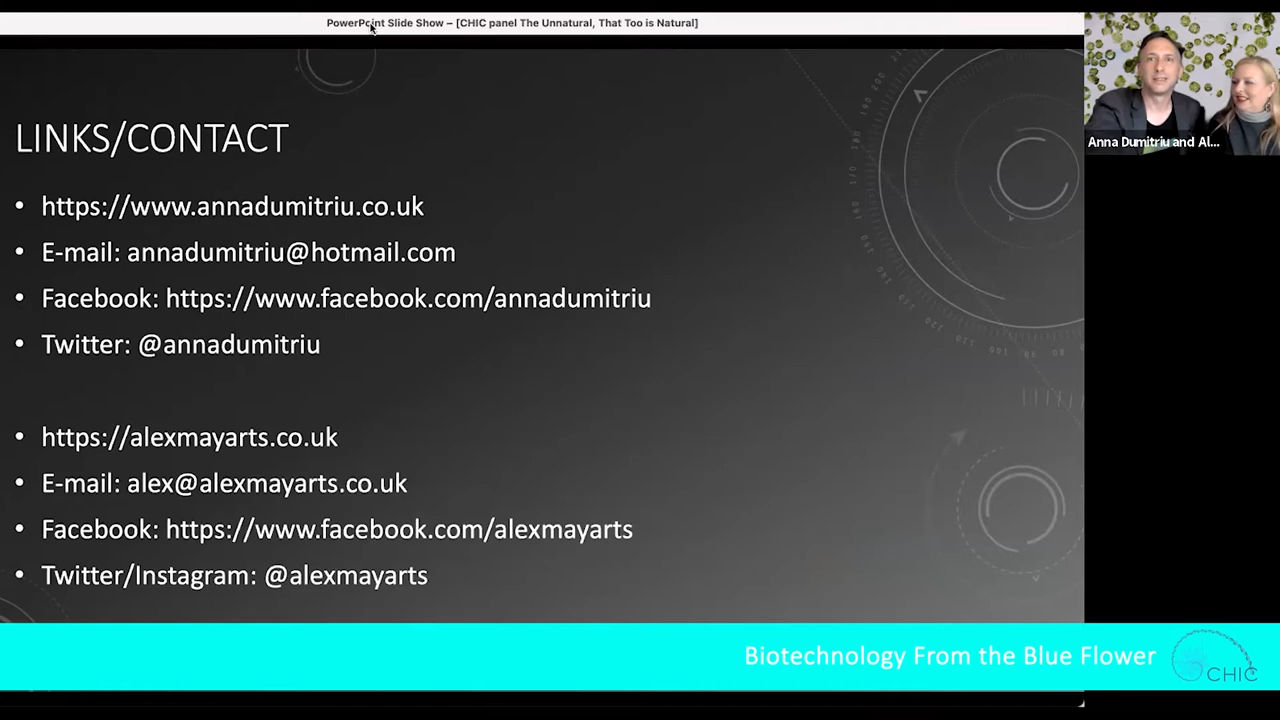 PowerPoint Slide Show – [CHIC panel The Unnatural, That Too is Natural]
Anna Dumitriu and Al...
LINKS/CONTACT
• https://www.annadumitriu.co.uk
• E-mail: annadumitriu@hotmail.com
• Facebook: https://www.facebook.com/annadumitriu
• Twitter: @annadumitriu
• https://alexmayarts.co.uk
• E-mail: alex@alexmayarts.co.uk
• Facebook: https://www.facebook.com/alexmayarts
• Twitter/Instagram: @alexmayarts
Biotechnology From the Blue Flower
CHIC